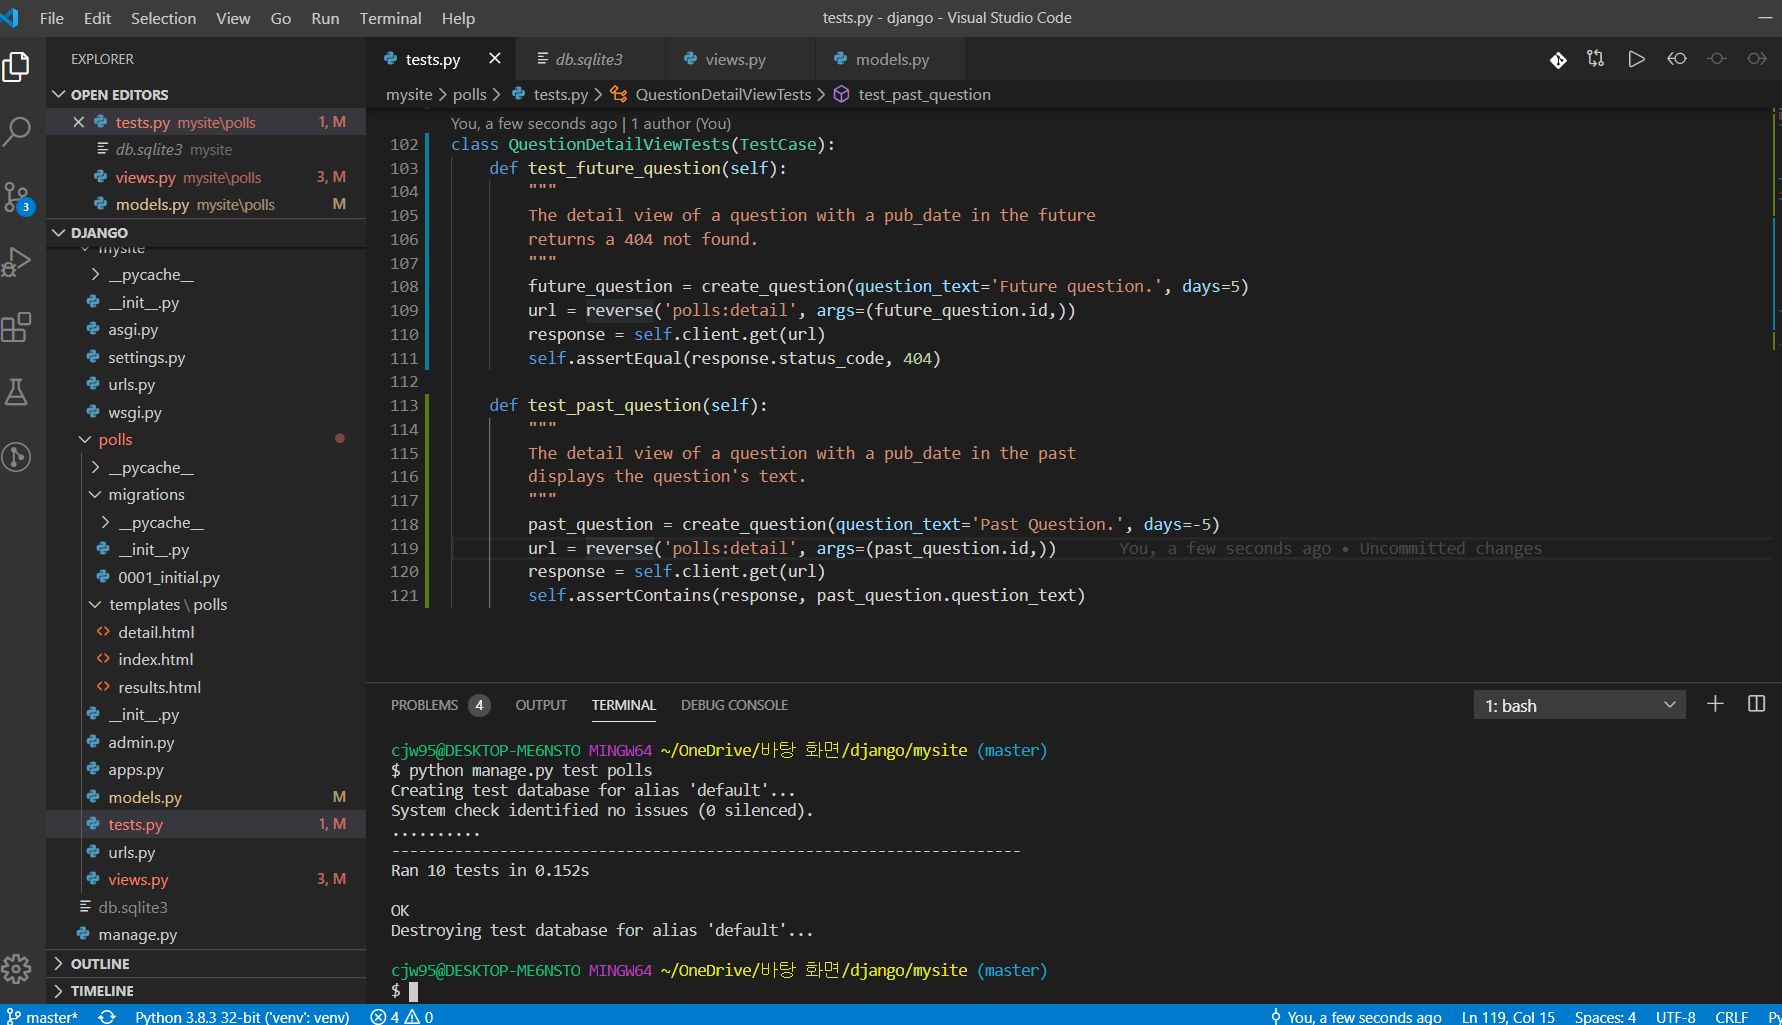 File Edit Selection View Go Run Terminal Help
tests.py - django - Visual Studio Code
EXPLORER
OPEN EDITORS
tests.py mysite\polls 1, M
db.sqlite3 mysite
views.py mysite\polls 3, M
models.py mysite\polls M
DJANGO
mysite
__pycache__
__init__.py
asgi.py
settings.py
urls.py
wsgi.py
polls
__pycache__
migrations
__pycache__
__init__.py
0001_initial.py
templates \ polls
detail.html
index.html
results.html
__init__.py
admin.py
apps.py
models.py M
tests.py 1, M
urls.py
views.py 3, M
db.sqlite3
manage.py
OUTLINE
TIMELINE
3
tests.py db.sqlite3 views.py models.py
mysite > polls > tests.py > QuestionDetailViewTests > test_past_question
You, a few seconds ago | 1 author (You)
102 class QuestionDetailViewTests(TestCase):
103 def test_future_question(self):
104 """
105 The detail view of a question with a pub_date in the future
106 returns a 404 not found.
107 """
108 future_question = create_question(question_text='Future question.', days=5)
109 url = reverse('polls:detail', args=(future_question.id,))
110 response = self.client.get(url)
111 self.assertEqual(response.status_code, 404)
112
113 def test_past_question(self):
114 """
115 The detail view of a question with a pub_date in the past
116 displays the question's text.
117 """
118 past_question = create_question(question_text='Past Question.', days=-5)
119 url = reverse('polls:detail', args=(past_question.id,)) You, a few seconds ago • Uncommitted changes
120 response = self.client.get(url)
121 self.assertContains(response, past_question.question_text)
PROBLEMS 4 OUTPUT TERMINAL DEBUG CONSOLE 1: bash
cjw95@DESKTOP-ME6NSTO MINGW64 ~/OneDrive/바탕 화면/django/mysite (master)
$ python manage.py test polls
Creating test database for alias 'default'...
System check identified no issues (0 silenced).
..........
----------------------------------------------------------------------
Ran 10 tests in 0.152s
OK
Destroying test database for alias 'default'...
cjw95@DESKTOP-ME6NSTO MINGW64 ~/OneDrive/바탕 화면/django/mysite (master)
$
master* Python 3.8.3 32-bit ('venv': venv) 4 0 You, a few seconds ago Ln 119, Col 15 Spaces: 4 UTF-8 CRLF Py